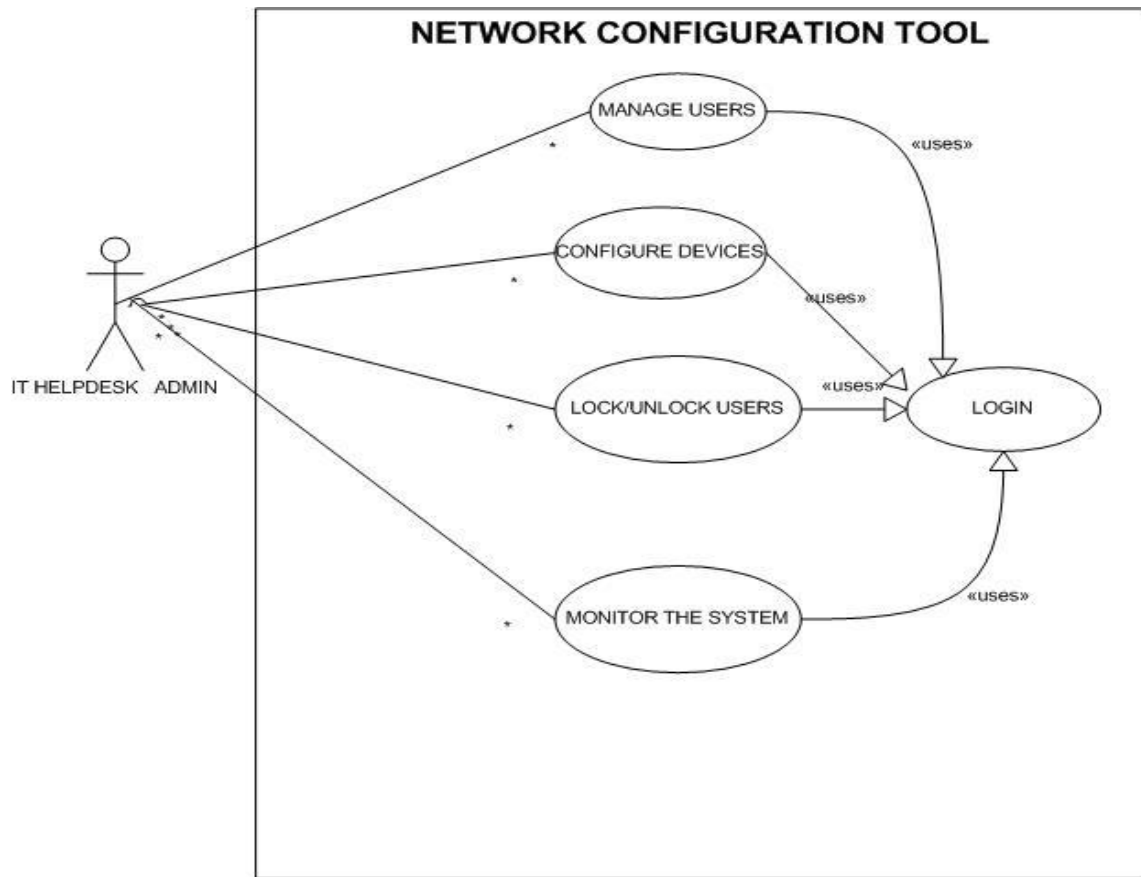 NETWORK CONFIGURATION TOOL
MANAGE USERS
«uses»
*
CONFIGURE DEVICES
*
«uses»
*
*
*
*
IT HELPDESK ADMIN
«uses»
LOCK/UNLOCK USERS
LOGIN
*
«uses»
MONITOR THE SYSTEM
*